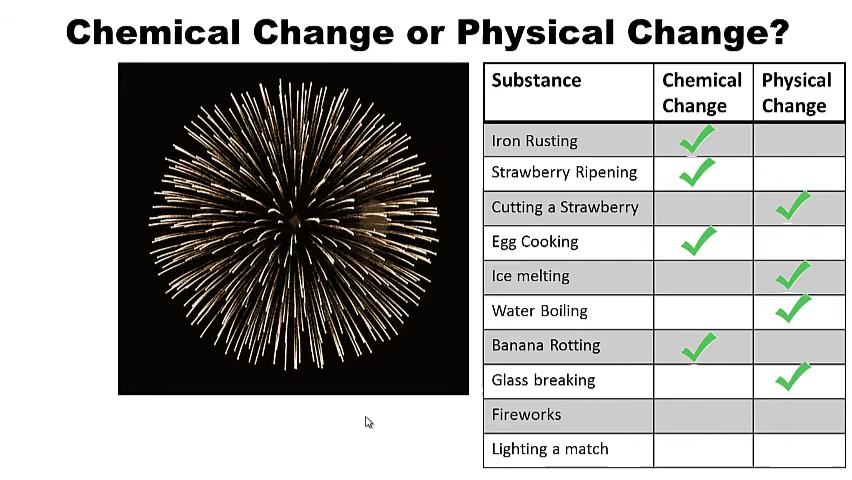 Chemical Change or Physical Change?
Substance
Chemical Change
Physical Change
Iron Rusting
Strawberry Ripening
Cutting a Strawberry
Egg Cooking
Ice melting
Water Boiling
Banana Rotting
Glass breaking
Fireworks
Lighting a match